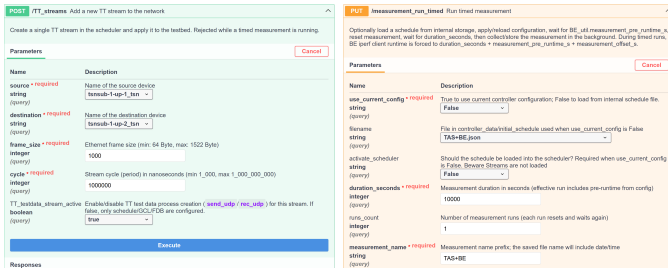 POST /TT_streams Add a new TT stream to the network
Create a single TT stream in the scheduler and apply it to the testbed. Rejected while a timed measurement is running.
Parameters
Cancel
Name Description
source * required Name of the source device
string tsnsub-1-up-1_tsn
(query)
destination * required Name of the destination device
string tsnsub-1-up-2_tsn
(query)
frame_size * required Ethernet frame size (min: 64 Byte, max: 1522 Byte)
integer 1000
(query)
cycle * required Stream cycle (period) in nanoseconds (min 1_000, max 1_000_000_000)
integer 1000000
(query)
TT_testdata_stream_active Enable/disable TT test data process creation ( send_udp / rec_udp ) for this stream. If
boolean false, only schedule/GCL/FDB are configured.
(query) true
Execute
Responses
PUT /measurement_run_timed Run timed measurement
Optionally load a schedule from internal storage, apply/reload configuration, wait for BE_util.measurement_pre_runtime_s,
reset measurement, wait for duration_seconds, then collect/store the measurement in the background. During timed runs,
BE iperf client runtime is forced to duration_seconds + measurement_pre_runtime_s + measurement_offset_s.
Parameters
Cancel
Name Description
use_current_config * required True to use current controller configuration; False to load from internal schedule file.
string False
(query)
filename File in controller_data/initial_schedule used when use_current_config is False
string TAS+BE.json
(query)
activate_scheduler Should the schedule be loaded into the scheduler? Required when use_current_config
string is False. Beware Streams are not loaded
(query) False
duration_seconds * required Measurement duration in seconds (effective run includes pre-runtime from config)
integer 10000
(query)
runs_count Number of measurement runs (each run resets and waits again)
integer 1
(query)
measurement_name * required Measurement name prefix; the saved file name will include date/time
string TAS+BE
(query)